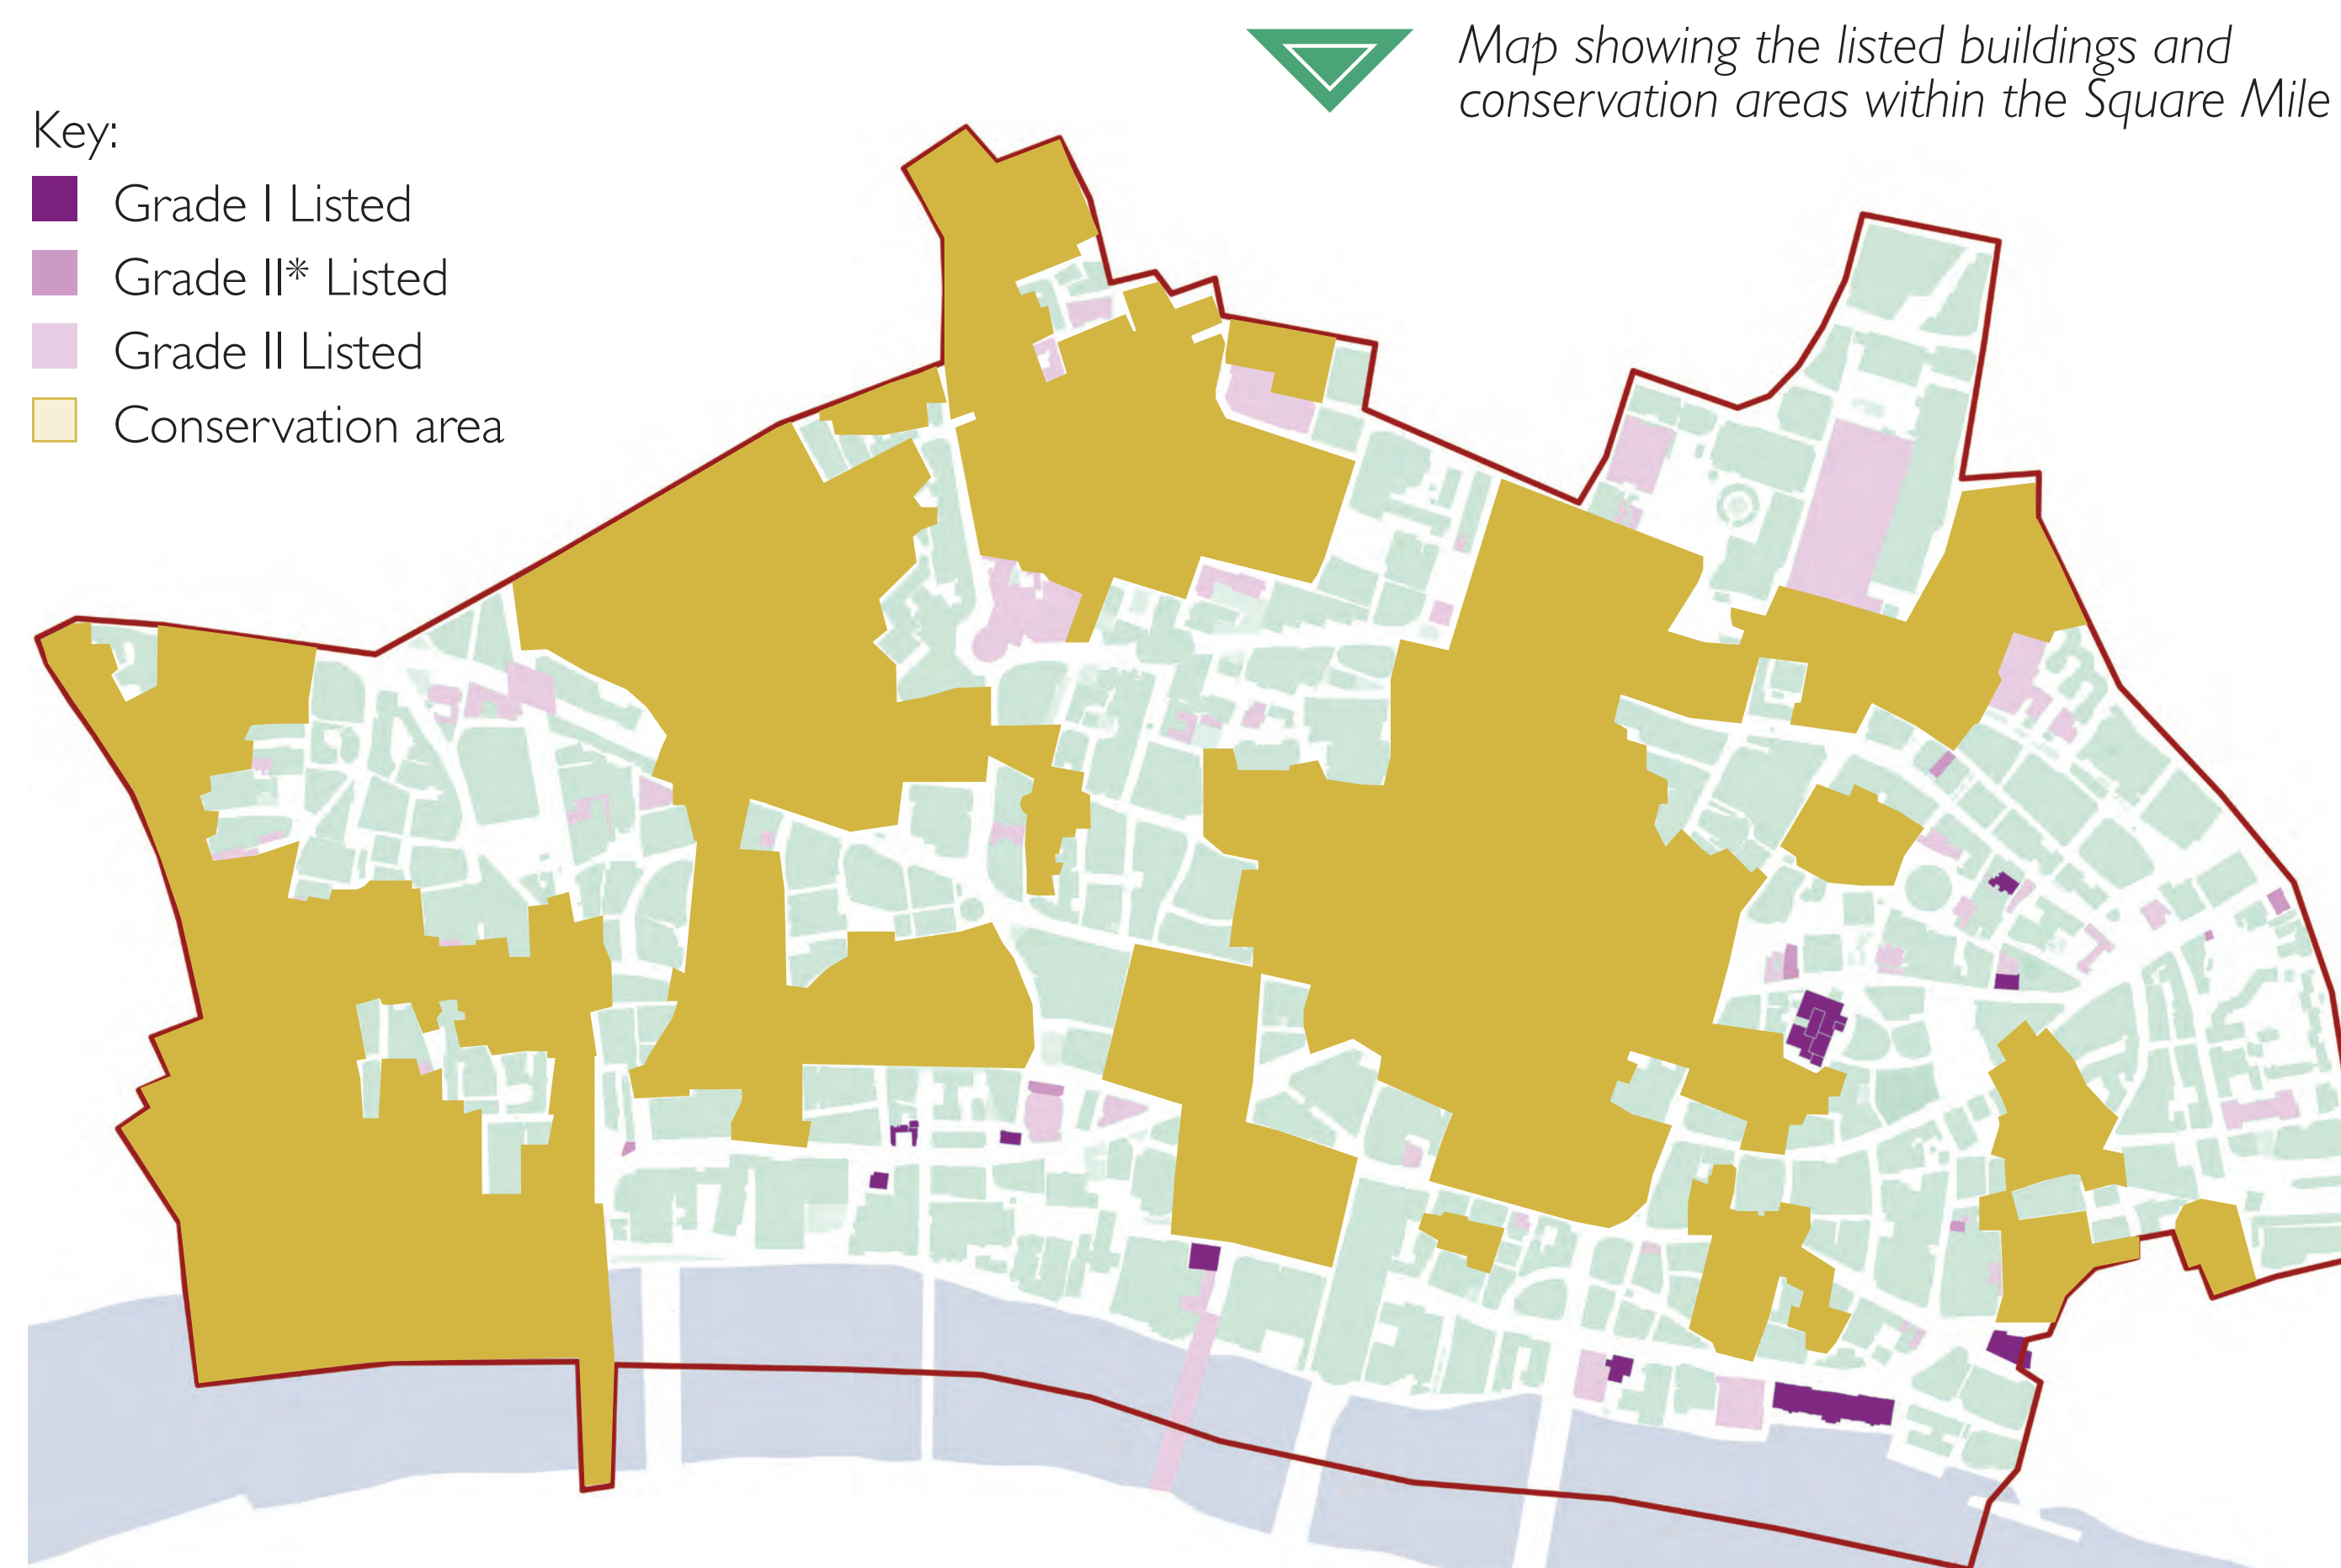 Map showing the listed buildings and
conservation areas within the Square Mile
Key:
Grade I Listed
Grade II* Listed
Grade II Listed
Conservation area